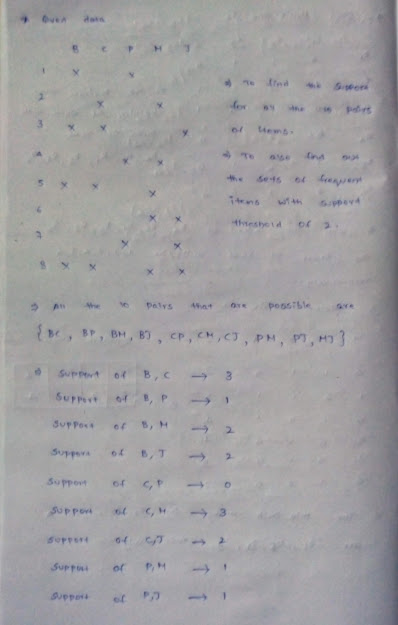 Given data
B C P M J
1 x x
2 x x
3 x x x
4 x x
5 x x x
6 x x
7 x x
8 x x x x
To find the support
for all the 10 pairs
of items.
To also find out
the sets of frequent
items with support
threshold of 2.
All the 10 pairs that are possible are
{ BC, BP, BM, BJ, CP, CM, CJ, PM, PJ, MJ }
Support of B, C → 3
Support of B, P → 1
Support of B, M → 2
Support of B, J → 2
Support of C, P → 0
Support of C, M → 3
Support of C, J → 2
Support of P, M → 1
Support of P, J → 1